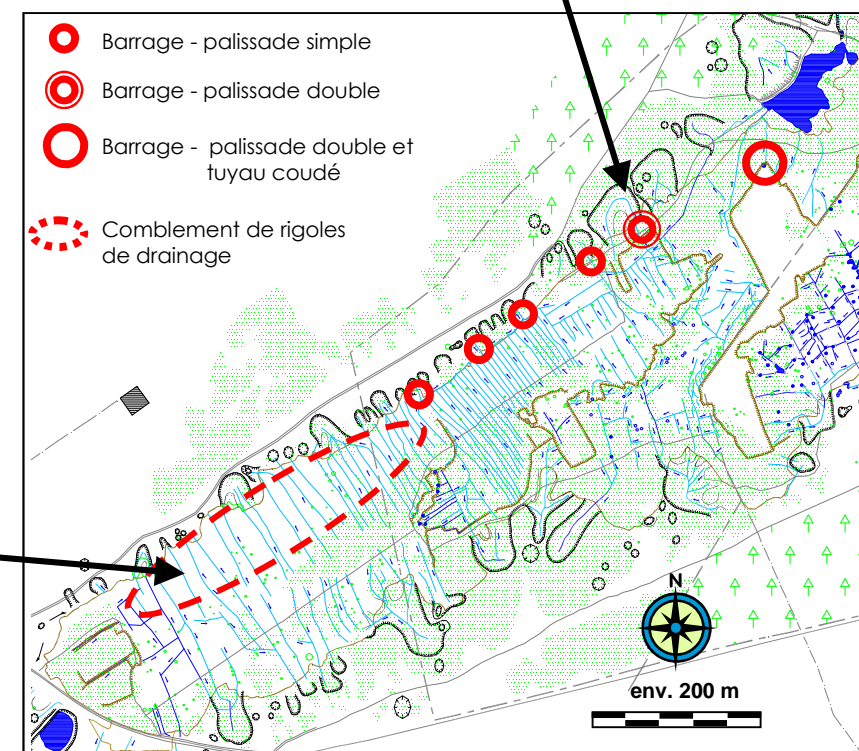 Barrage - palissade simple
Barrage - palissade double
Barrage - palissade double et
tuyau coudé
Comblement de rigoles
de drainage
N
env. 200 m